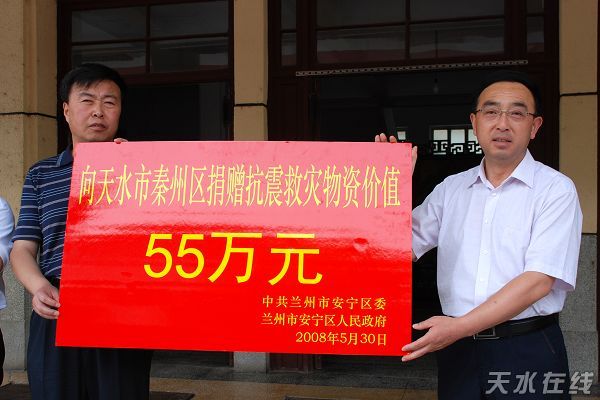 向天水市秦州区捐赠抗震救灾物资价值
55万元
中共兰州市安宁区委
兰州市安宁区人民政府
2008年5月30日
天水在线